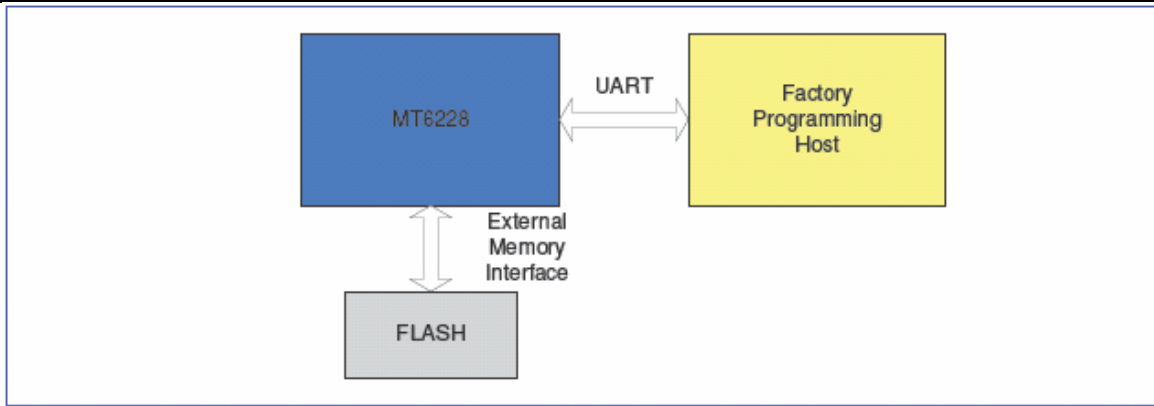 MT6228
UART
Factory
Programming
Host
External
Memory
Interface
FLASH